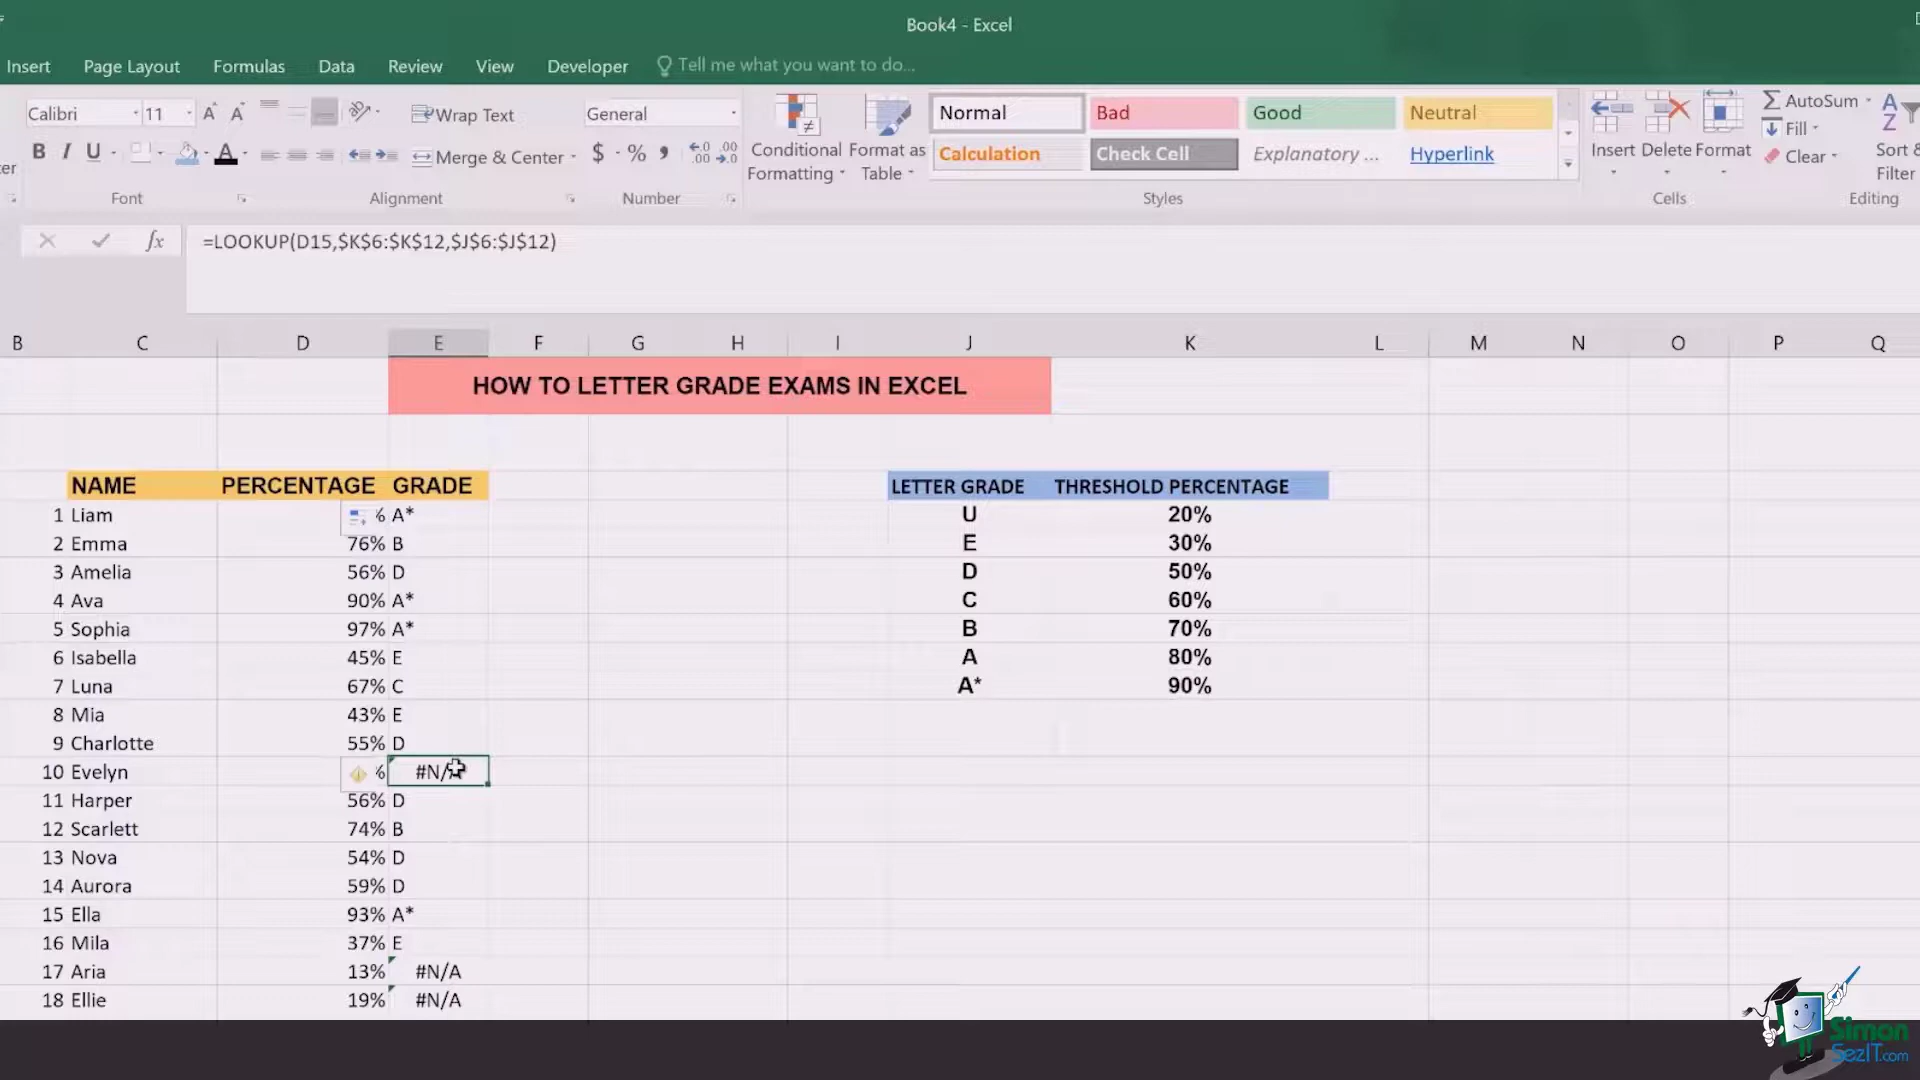 Book4 - Excel
Insert Page Layout Formulas Data Review View Developer Tell me what you want to do...
Calibri 11 Wrap Text General Normal Bad Good Neutral AutoSum
Fill
B I U A Merge & Center $ % Conditional Formatting Format as Table Calculation Check Cell Explanatory ... Hyperlink Insert Delete Format Clear Sort & Filter
Font Alignment Number Styles Cells Editing
fx =LOOKUP(D15,$K$6:$K$12,$J$6:$J$12)
B C D E F G H I J K L M N O P Q
HOW TO LETTER GRADE EXAMS IN EXCEL
NAME PERCENTAGE GRADE LETTER GRADE THRESHOLD PERCENTAGE
1 Liam % A* U 20%
2 Emma 76% B E 30%
3 Amelia 56% D D 50%
4 Ava 90% A* C 60%
5 Sophia 97% A* B 70%
6 Isabella 45% E A 80%
7 Luna 67% C A* 90%
8 Mia 43% E
9 Charlotte 55% D
10 Evelyn %
11 Harper 56% D
12 Scarlett 74% B
13 Nova 54% D
14 Aurora 59% D
15 Ella 93% A*
16 Mila 37% E
17 Aria 13% #N/A
18 Ellie 19% #N/A
Simon
SezIT.com